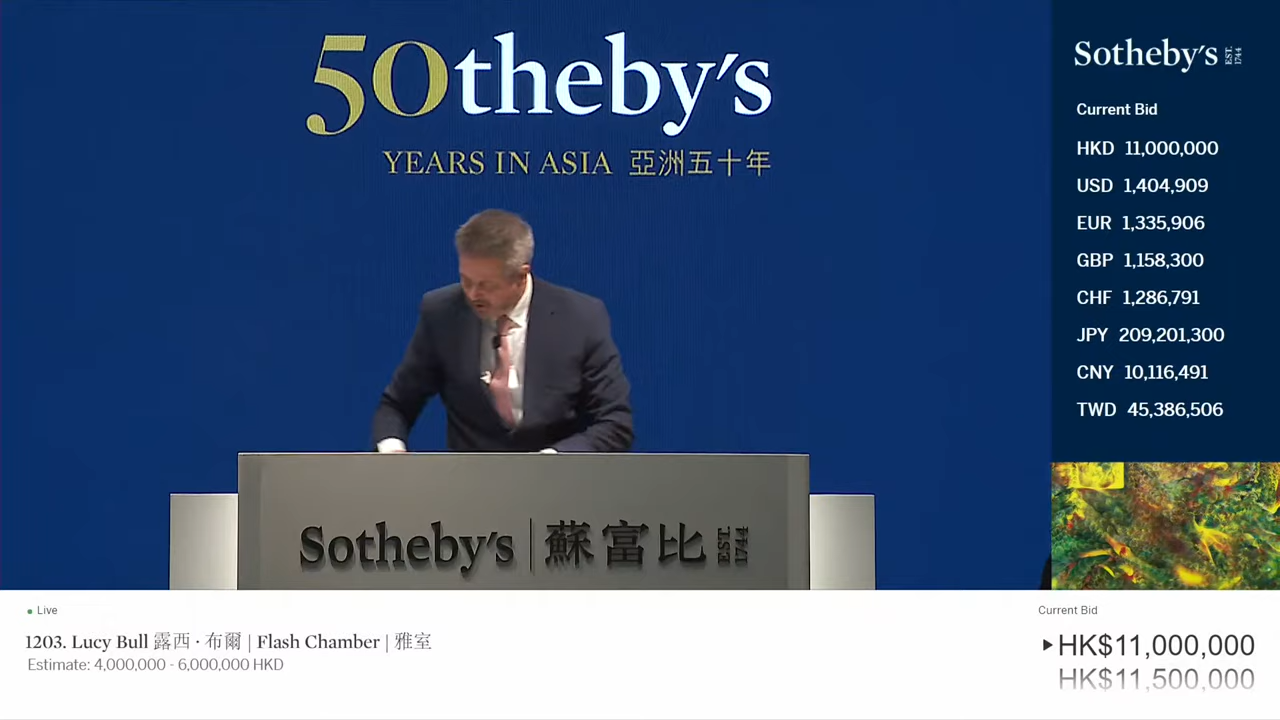 50theby's
YEARS IN ASIA 亞洲五十年
Sotheby's EST. 1744
Current Bid
HKD 11,000,000
USD 1,404,909
EUR 1,335,906
GBP 1,158,300
CHF 1,286,791
JPY 209,201,300
CNY 10,116,491
TWD 45,386,506
Sotheby's | 蘇富比 EST. 1744
Live
1203. Lucy Bull 露西·布爾 | Flash Chamber | 雅室
Estimate: 4,000,000 - 6,000,000 HKD
Current Bid
HK$11,000,000
HK$11,500,000